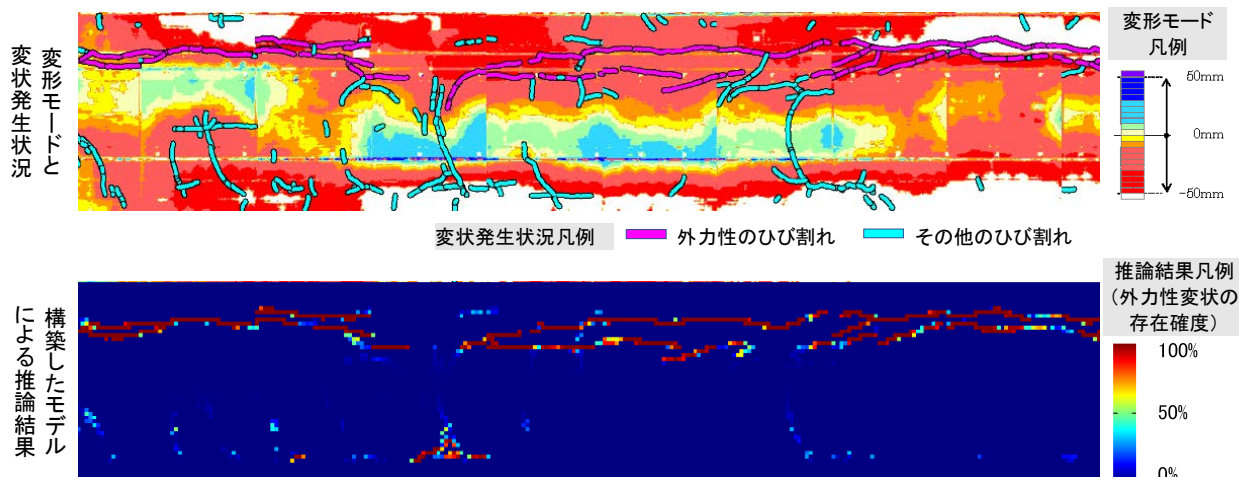 変形モードと
変状発生状況
変形モード
凡例
50mm
0mm
-50mm
変状発生状況凡例
外力性のひび割れ
その他のひび割れ
構築したモデル
による推論結果
推論結果凡例
(外力性変状の
存在確度)
100%
50%
0%